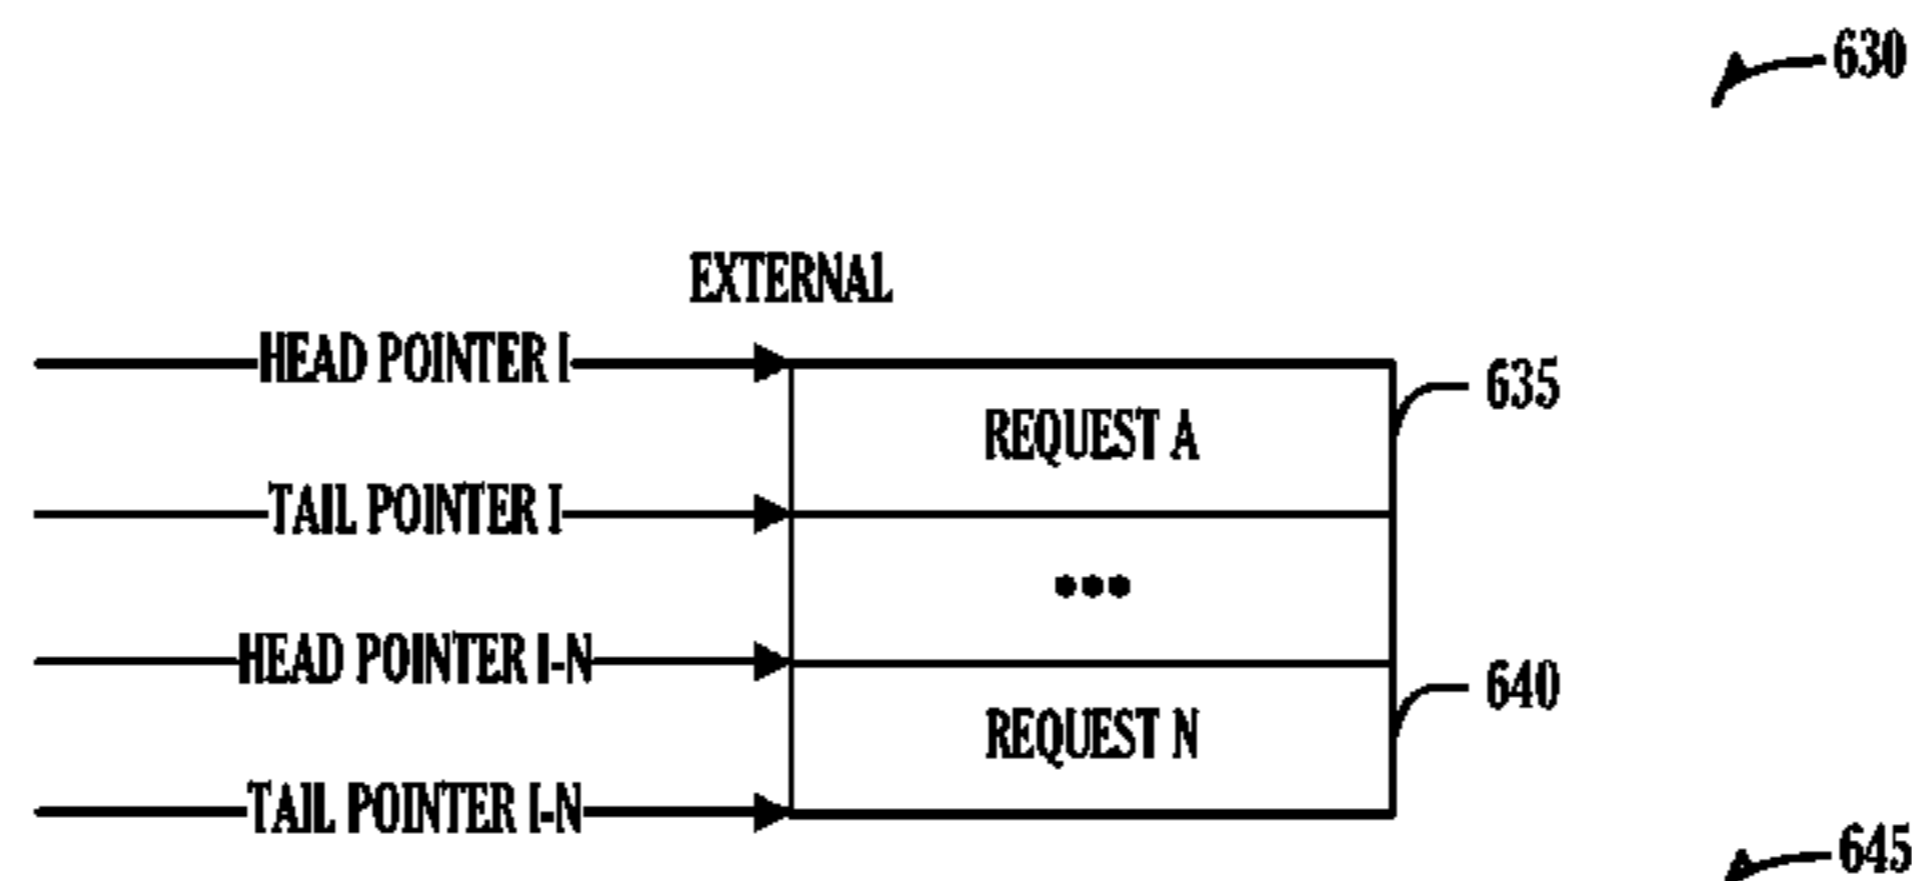 630
EXTERNAL
HEAD POINTER I
635
REQUEST A
TAIL POINTER I
•••
HEAD POINTER I-N
640
REQUEST N
TAIL POINTER I-N
645